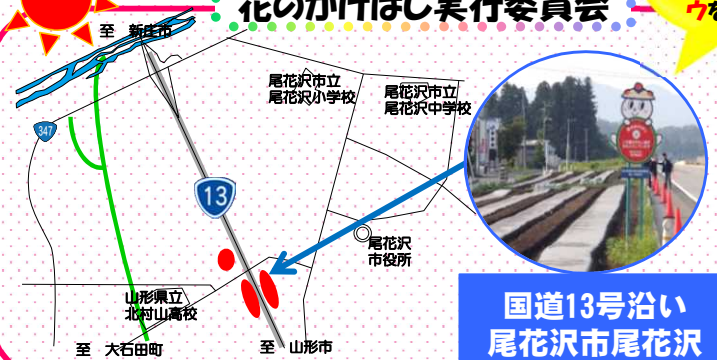 花のかけはし実行委員会
ウを
至 新庄市
尾花沢市立
尾花沢小学校
尾花沢市立
尾花沢中学校
347
13
尾花沢
市役所
山形県立
北村山高校
至 大石田町
至 山形市
国道13号沿い
尾花沢市尾花沢